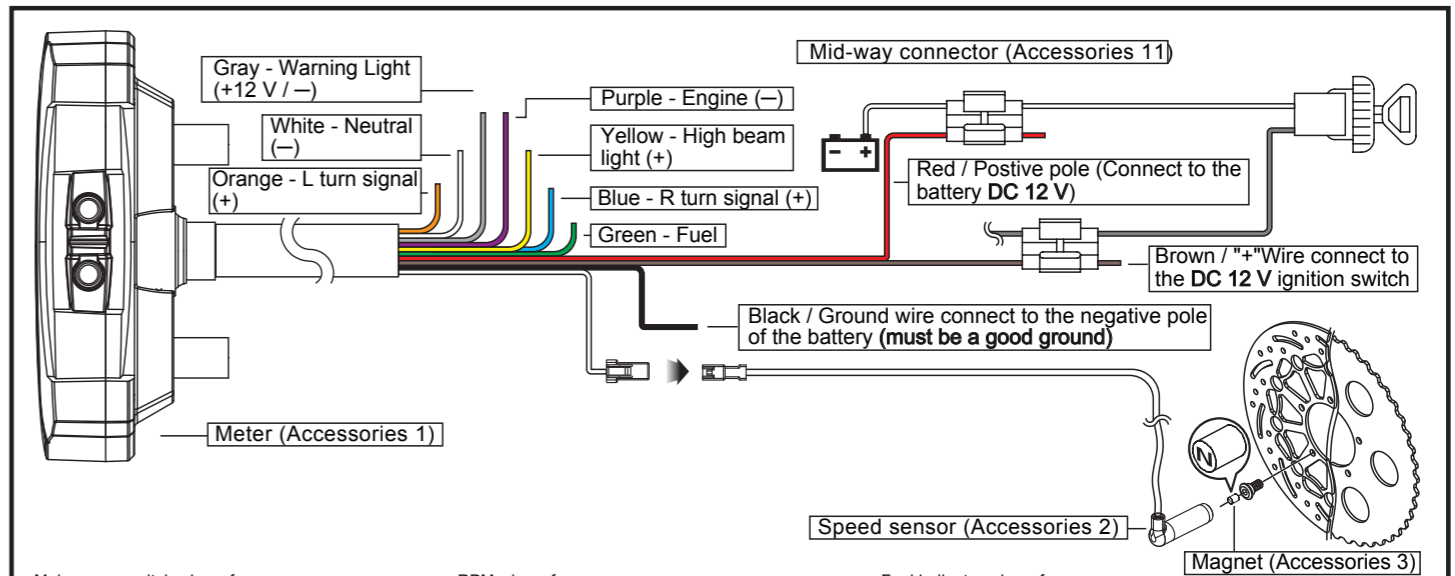 Mid-way connector (Accessories 11)
Gray - Warning Light
(+12 V / −)
Purple - Engine (−)
White - Neutral
(−)
Yellow - High beam
light (+)
Orange - L turn signal
(+)
Red / Postive pole (Connect to the
battery DC 12 V)
Blue - R turn signal (+)
Green - Fuel
Brown / "+"Wire connect to
the DC 12 V ignition switch
Black / Ground wire connect to the negative pole
of the battery (must be a good ground)
Meter (Accessories 1)
N
Speed sensor (Accessories 2)
Magnet (Accessories 3)